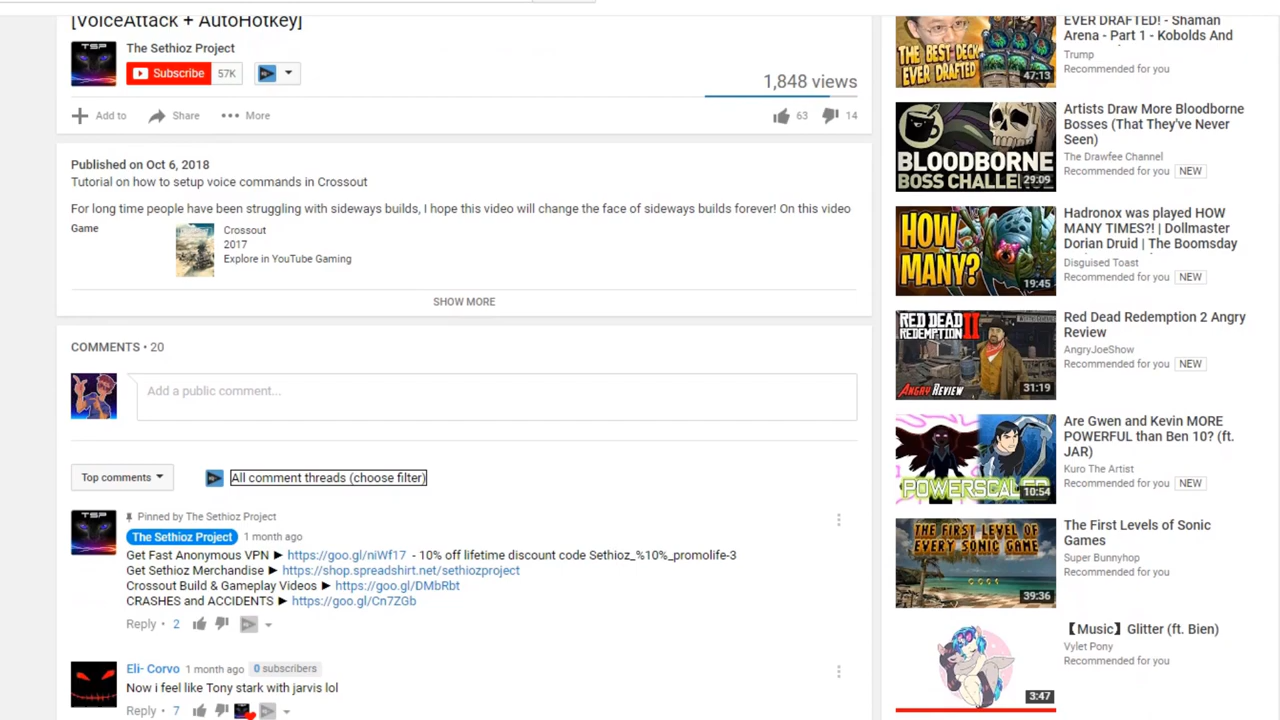 [VoiceAttack + AutoHotkey]
TSP
The Sethioz Project
Subscribe 57K
1,848 views
Add to Share More
63 14
Published on Oct 6, 2018
Tutorial on how to setup voice commands in Crossout
For long time people have been struggling with sideways builds, I hope this video will change the face of sideways builds forever! On this video
Game
Crossout
2017
Explore in YouTube Gaming
SHOW MORE
COMMENTS • 20
Add a public comment...
Top comments
All comment threads (choose filter)
TSP
Pinned by The Sethioz Project
The Sethioz Project 1 month ago
Get Fast Anonymous VPN ► https://goo.gl/niWf17 - 10% off lifetime discount code Sethioz_%10%_promolife-3
Get Sethioz Merchandise ► https://shop.spreadshirt.net/sethiozproject
Crossout Build & Gameplay Videos ► https://goo.gl/DMbRbt
CRASHES and ACCIDENTS ► https://goo.gl/Cn7ZGb
Reply • 2
Eli- Corvo 1 month ago 0 subscribers
Now i feel like Tony stark with jarvis lol
Reply • 7
THE BEST DECK
EVER DRAFTED
47:13
EVER DRAFTED! - Shaman
Arena - Part 1 - Kobolds And
Trump
Recommended for you
BLOODBORNE
BOSS CHALLENGE
29:09
Artists Draw More Bloodborne
Bosses (That They've Never
Seen)
The Drawfee Channel
Recommended for you NEW
HOW
MANY?
19:45
Hadronox was played HOW
MANY TIMES?! | Dollmaster
Dorian Druid | The Boomsday
Disguised Toast
Recommended for you NEW
RED DEAD
REDEMPTION II
ANGRY REVIEW
31:19
Red Dead Redemption 2 Angry
Review
AngryJoeShow
Recommended for you NEW
POWERSCALED
10:54
Are Gwen and Kevin MORE
POWERFUL than Ben 10? (ft.
JAR)
Kuro The Artist
Recommended for you NEW
THE FIRST LEVEL OF
EVERY SONIC GAME
39:36
The First Levels of Sonic
Games
Super Bunnyhop
Recommended for you
3:47
【Music】Glitter (ft. Bien)
Vylet Pony
Recommended for you